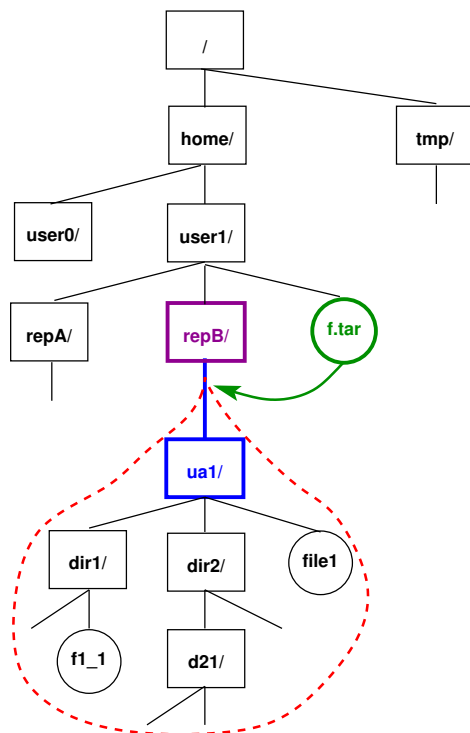 /
home/
tmp/
user0/
user1/
repA/
repB/
f.tar
ua1/
dir1/
dir2/
file1
f1_1
d21/